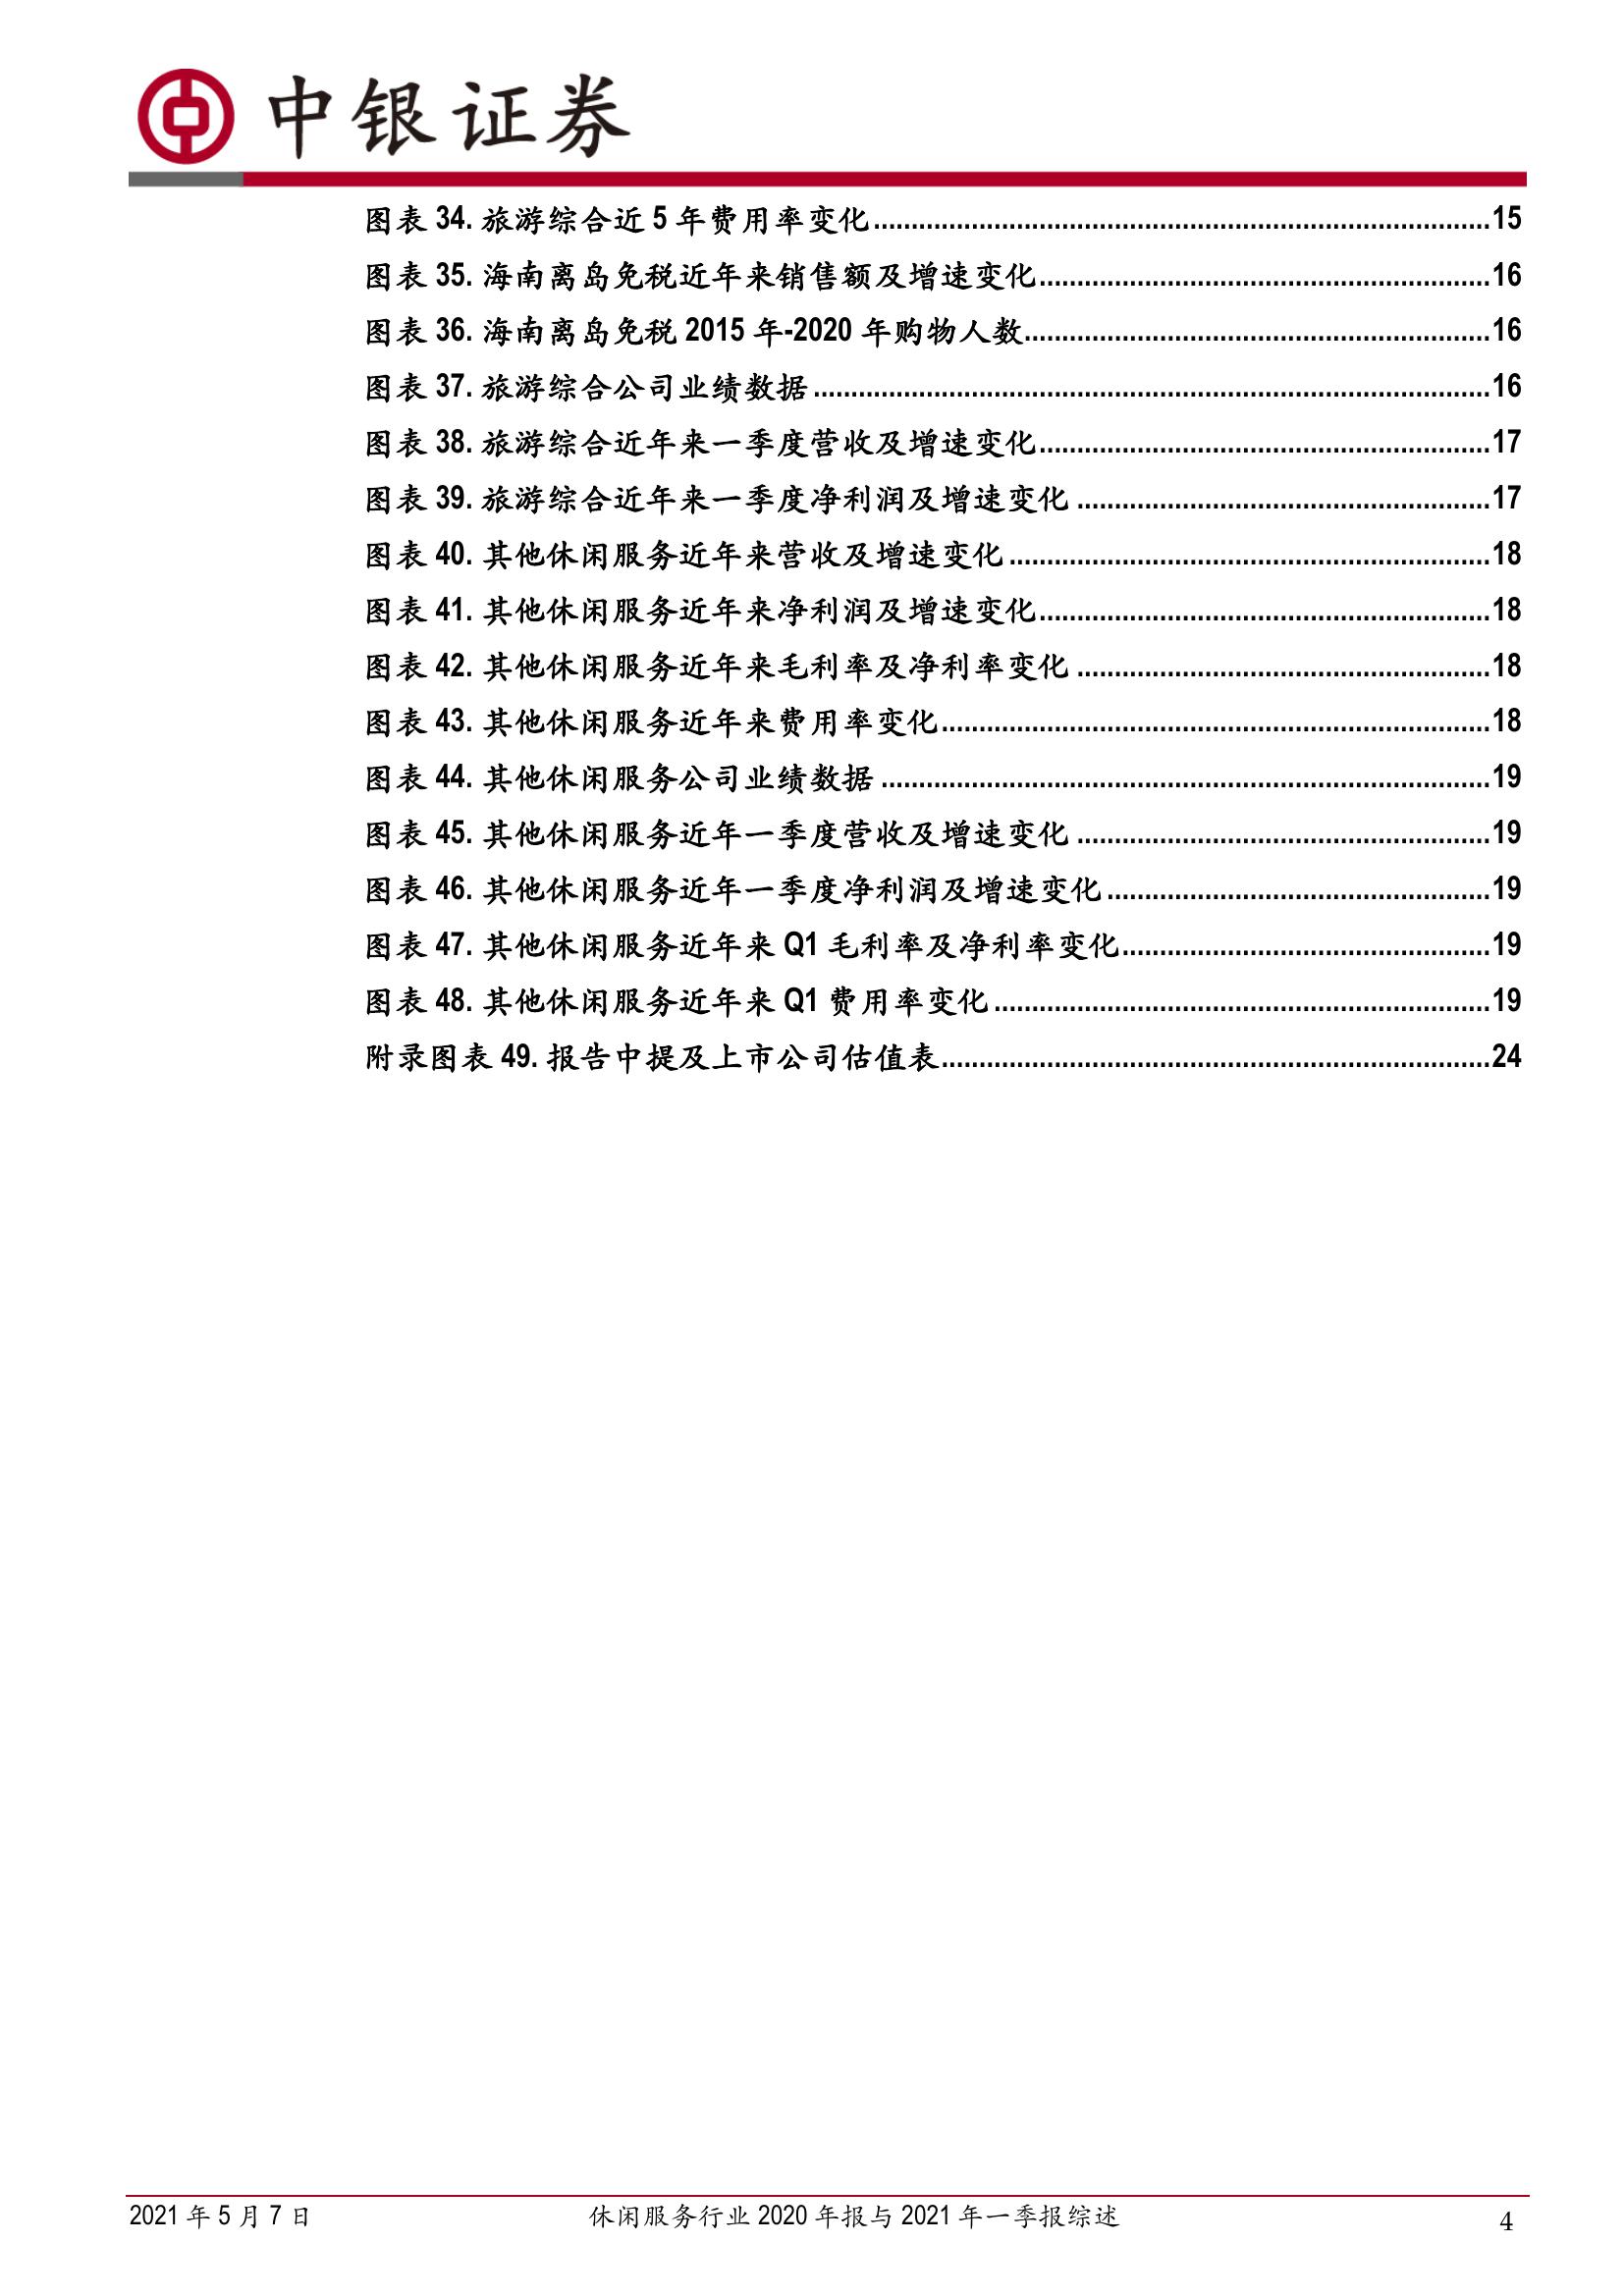 中银证券
图表 34. 旅游综合近 5 年费用率变化....................15
图表 35. 海南离岛免税近年来销售额及增速变化....................16
图表 36. 海南离岛免税 2015 年-2020 年购物人数....................16
图表 37. 旅游综合公司业绩数据....................16
图表 38. 旅游综合近年来一季度营收及增速变化....................17
图表 39. 旅游综合近年来一季度净利润及增速变化....................17
图表 40. 其他休闲服务近年来营收及增速变化....................18
图表 41. 其他休闲服务近年来净利润及增速变化....................18
图表 42. 其他休闲服务近年来毛利率及净利率变化....................18
图表 43. 其他休闲服务近年来费用率变化....................18
图表 44. 其他休闲服务公司业绩数据....................19
图表 45. 其他休闲服务近年一季度营收及增速变化....................19
图表 46. 其他休闲服务近年一季度净利润及增速变化....................19
图表 47. 其他休闲服务近年来 Q1 毛利率及净利率变化....................19
图表 48. 其他休闲服务近年来 Q1 费用率变化....................19
附录图表 49. 报告中提及上市公司估值表....................24
2021 年 5 月 7 日 休闲服务行业 2020 年报与 2021 年一季报综述 4